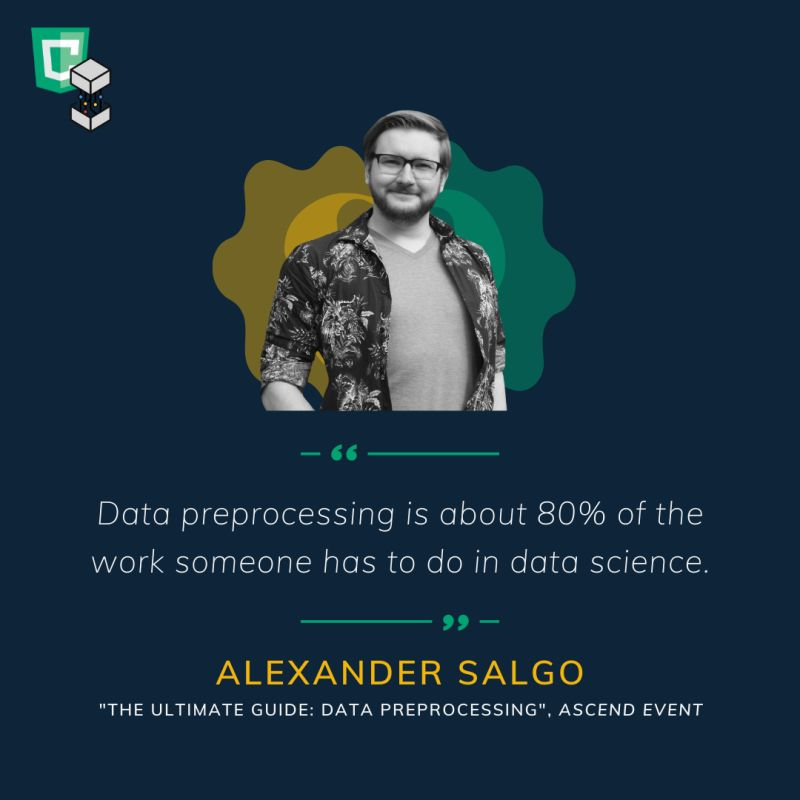 “
Data preprocessing is about 80% of the
work someone has to do in data science.
”
ALEXANDER SALGO
"THE ULTIMATE GUIDE: DATA PREPROCESSING", ASCEND EVENT